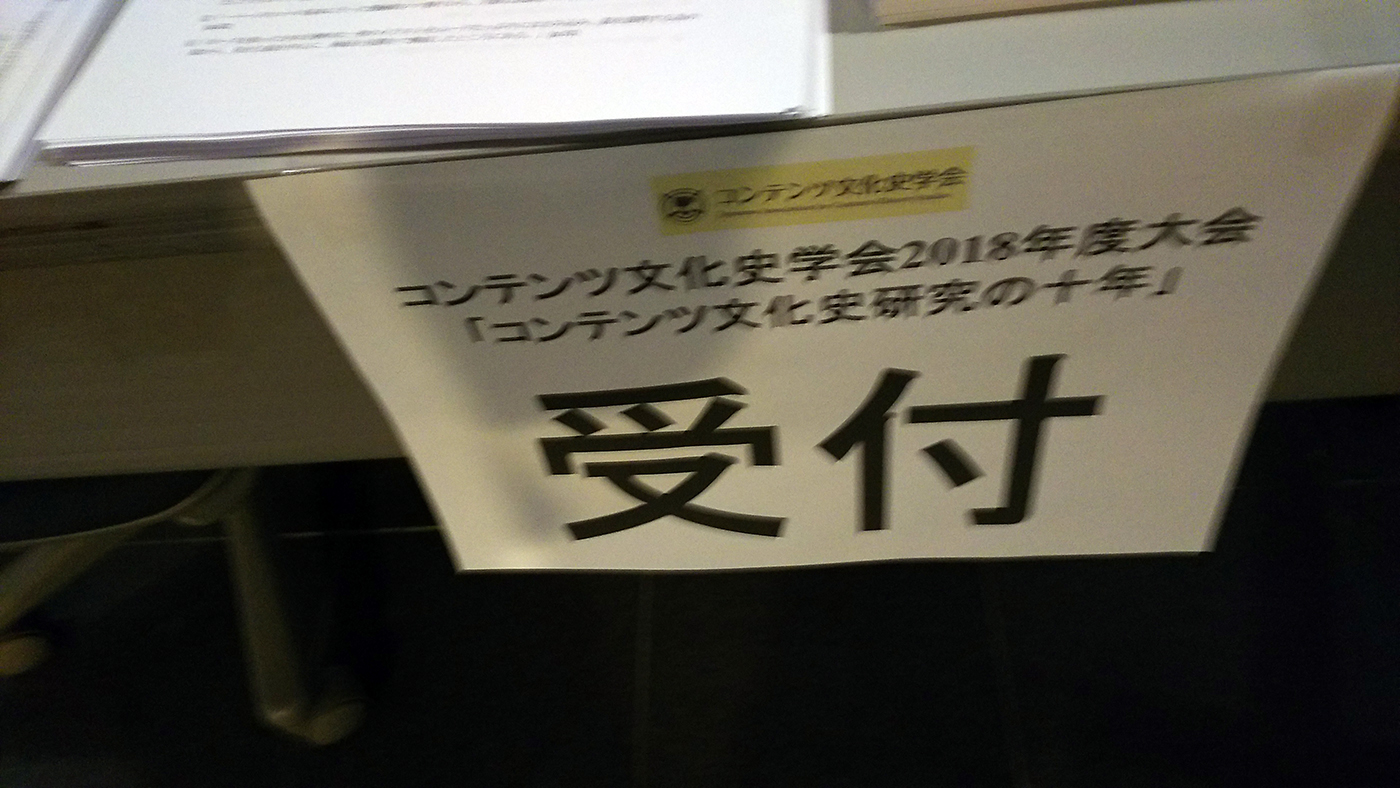 コンテンツ文化史学会
コンテンツ文化史学会2018年度大会
「コンテンツ文化史研究の十年」
受付